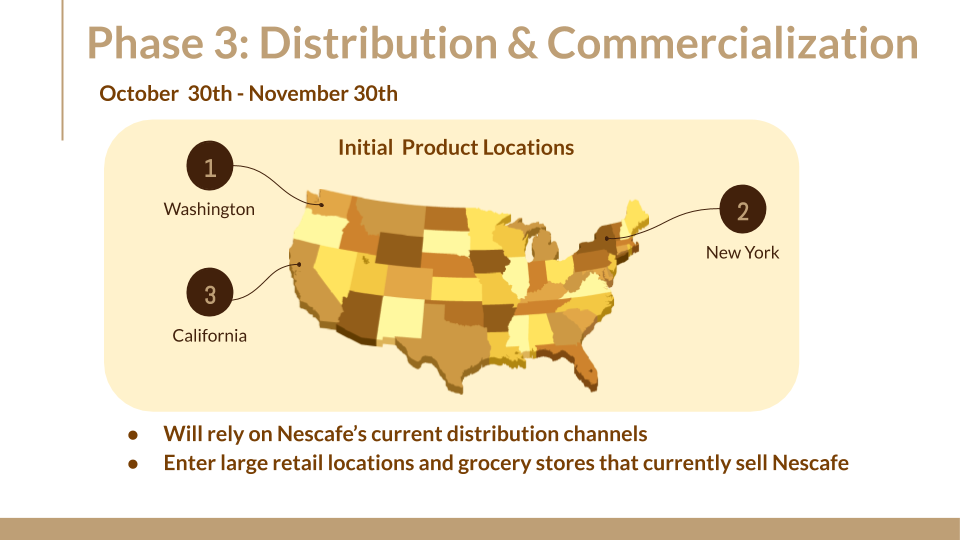 Phase 3: Distribution & Commercialization
October  30th - November 30th
Initial  Product Locations
1
Washington
2
New York
3
California
● Will rely on Nescafe’s current distribution channels
● Enter large retail locations and grocery stores that currently sell Nescafe